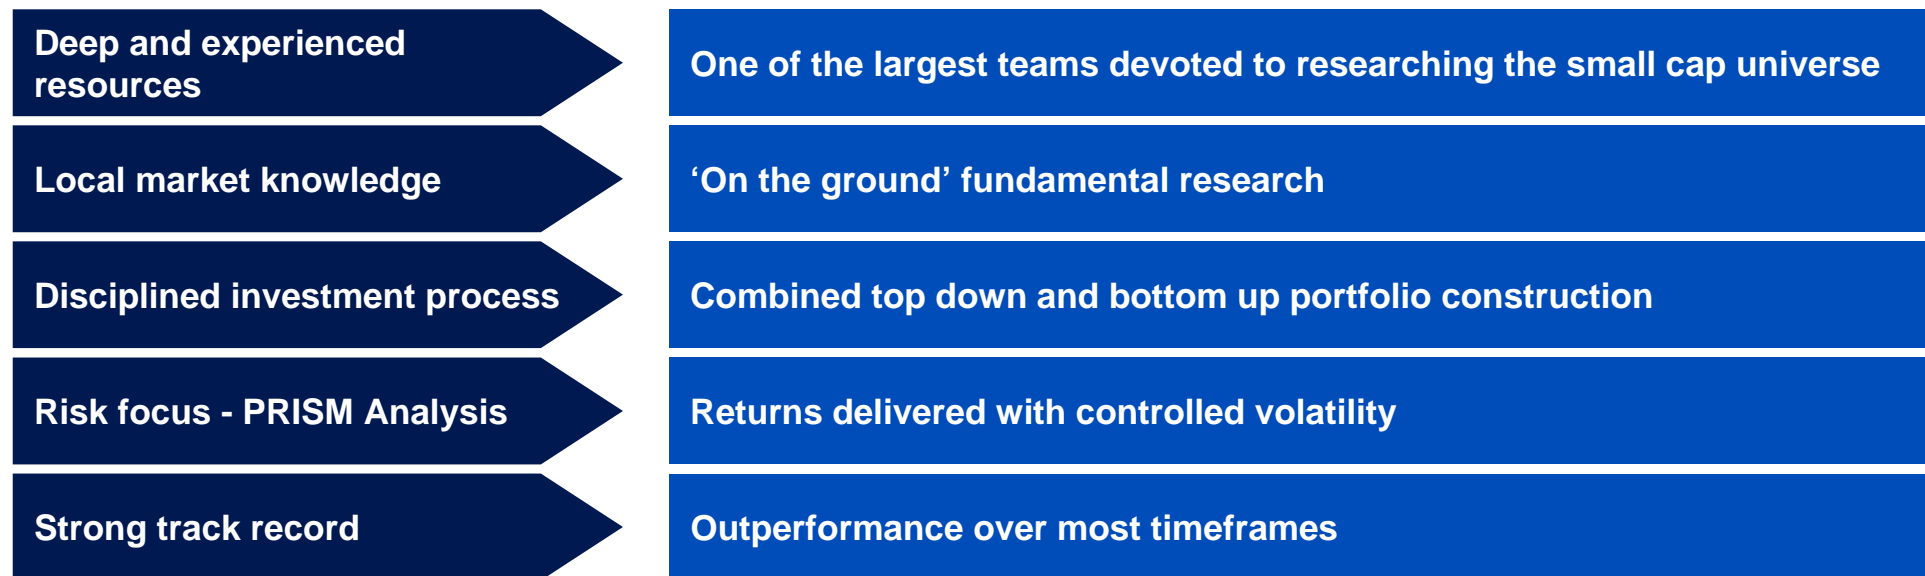 Deep and experienced
resources
One of the largest teams devoted to researching the small cap universe
Local market knowledge
‘On the ground’ fundamental research
Disciplined investment process
Combined top down and bottom up portfolio construction
Risk focus - PRISM Analysis
Returns delivered with controlled volatility
Strong track record
Outperformance over most timeframes